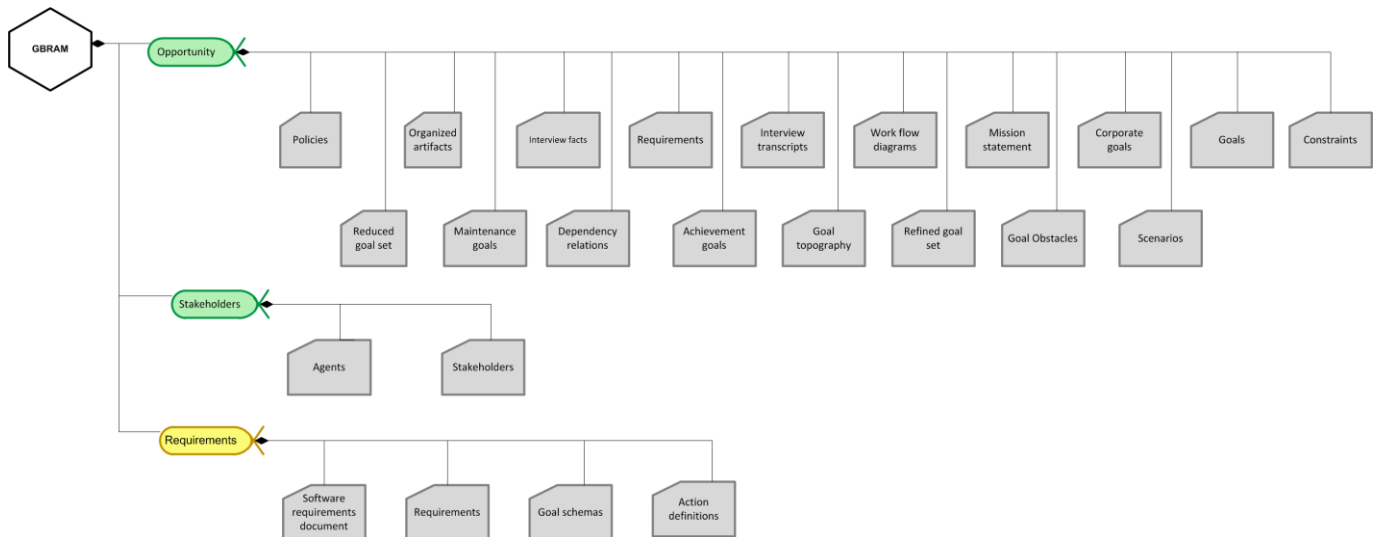 GBRAM
Opportunity
Policies
Organized
artifacts
Interview facts
Requirements
Interview
transcripts
Work flow
diagrams
Mission
statement
Corporate
goals
Goals
Constraints
Reduced
goal set
Maintenance
goals
Dependency
relations
Achievement
goals
Goal
topography
Refined goal
set
Goal Obstacles
Scenarios
Stakeholders
Agents
Stakeholders
Requirements
Software
requirements
document
Requirements
Goal schemas
Action
definitions